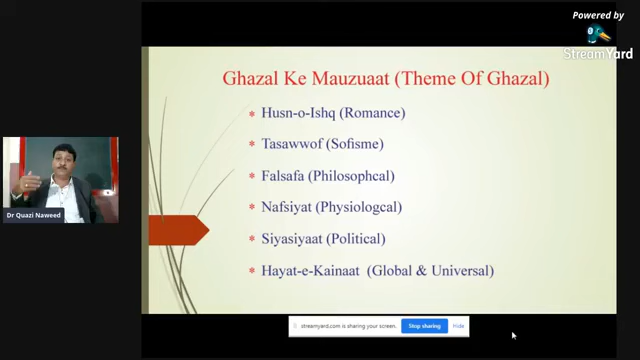 Powered by
StreamYard
Ghazal Ke Mauzuaat (Theme Of Ghazal)
Husn-o-Ishq (Romance)
Tasawwof (Sofisme)
Falsafa (Philosophcal)
Nafsiyat (Physiologcal)
Siyasiyaat (Political)
Hayat-e-Kainaat (Global & Universal)
Dr Quazi Naweed
streamyard.com is sharing your screen. Stop sharing Hide